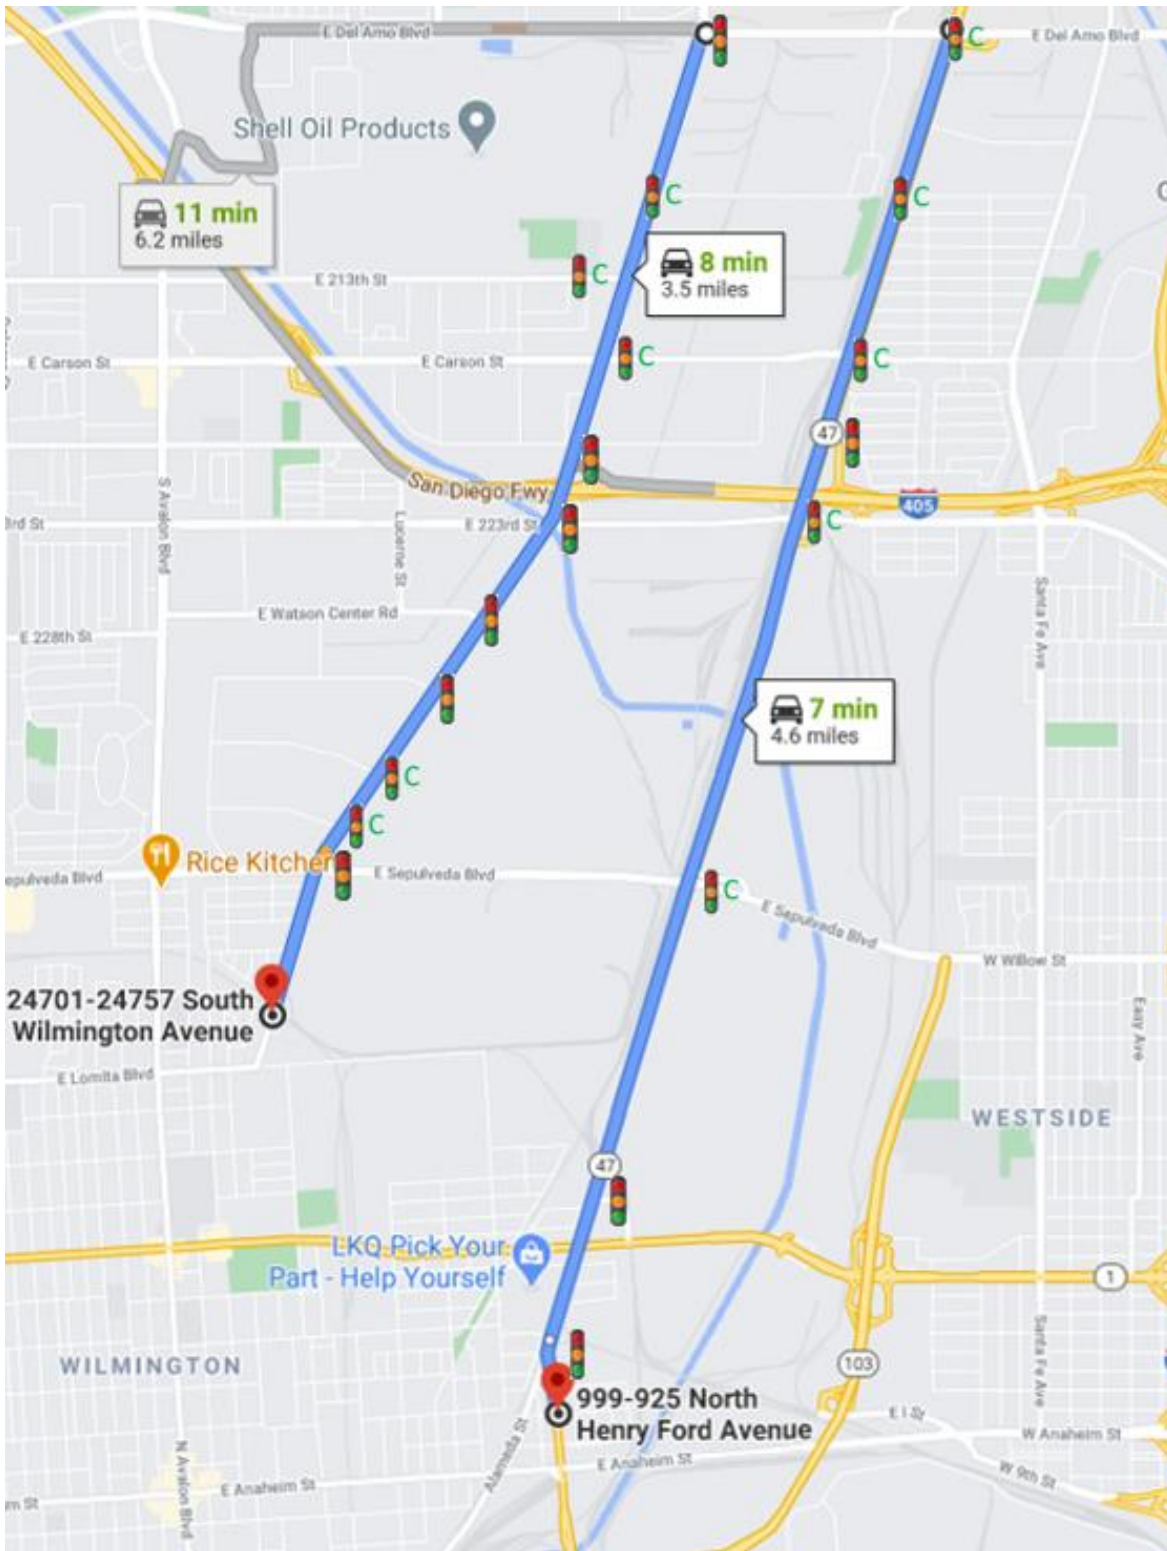 E Del Amo Blvd
C
E Del Amo Blvd
Shell Oil Products
C
C
11 min
6.2 miles
8 min
3.5 miles
E 213th St
C
E Carson St
E Carson St
C
C
47
San Diego Fwy
405
S Avalon Blvd
Lucerne St
3rd St
E 223rd St
C
E Watson Center Rd
E 228th St
Santa Fe Ave
7 min
4.6 miles
C
C
Rice Kitcher
epulveda Blvd
E Sepulveda Blvd
C
E Sepulveda Blvd
W Willow St
24701-24757 South
Wilmington Avenue
Easy Ave
E Lomita Blvd
WESTSIDE
47
LKQ Pick Your
Part - Help Yourself
1
Santa Fe Ave
WILMINGTON
103
999-925 North
Henry Ford Avenue
E I St
W Anaheim St
N Avalon Blvd
Alameda St
E Anaheim St
E Anaheim St
W 9th St
m St